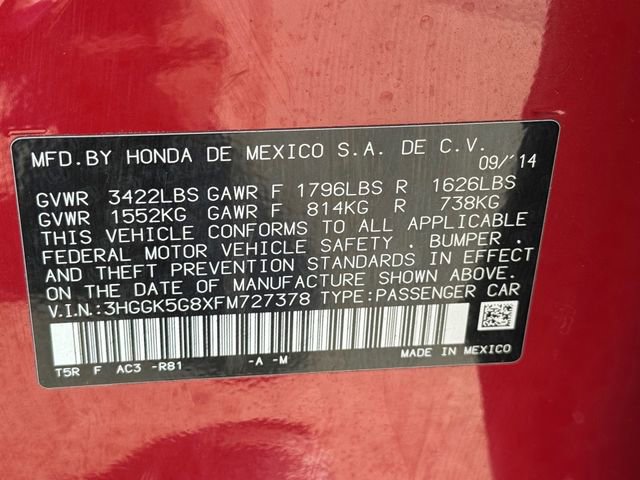 MFD.BY HONDA DE MEXICO S.A. DE C.V.
09/'14
GVWR 3422LBS GAWR F 1796LBS R 1626LBS
GVWR 1552KG GAWR F 814KG R 738KG
THIS VEHICLE CONFORMS TO ALL APPLICABLE
FEDERAL MOTOR VEHICLE SAFETY . BUMPER .
AND THEFT PREVENTION STANDARDS IN EFFECT
ON THE DATE OF MANUFACTURE SHOWN ABOVE.
V.I.N.:3HGGK5G8XFM727378 TYPE:PASSENGER CAR
T5R F AC3 -R81 -A -M MADE IN MEXICO